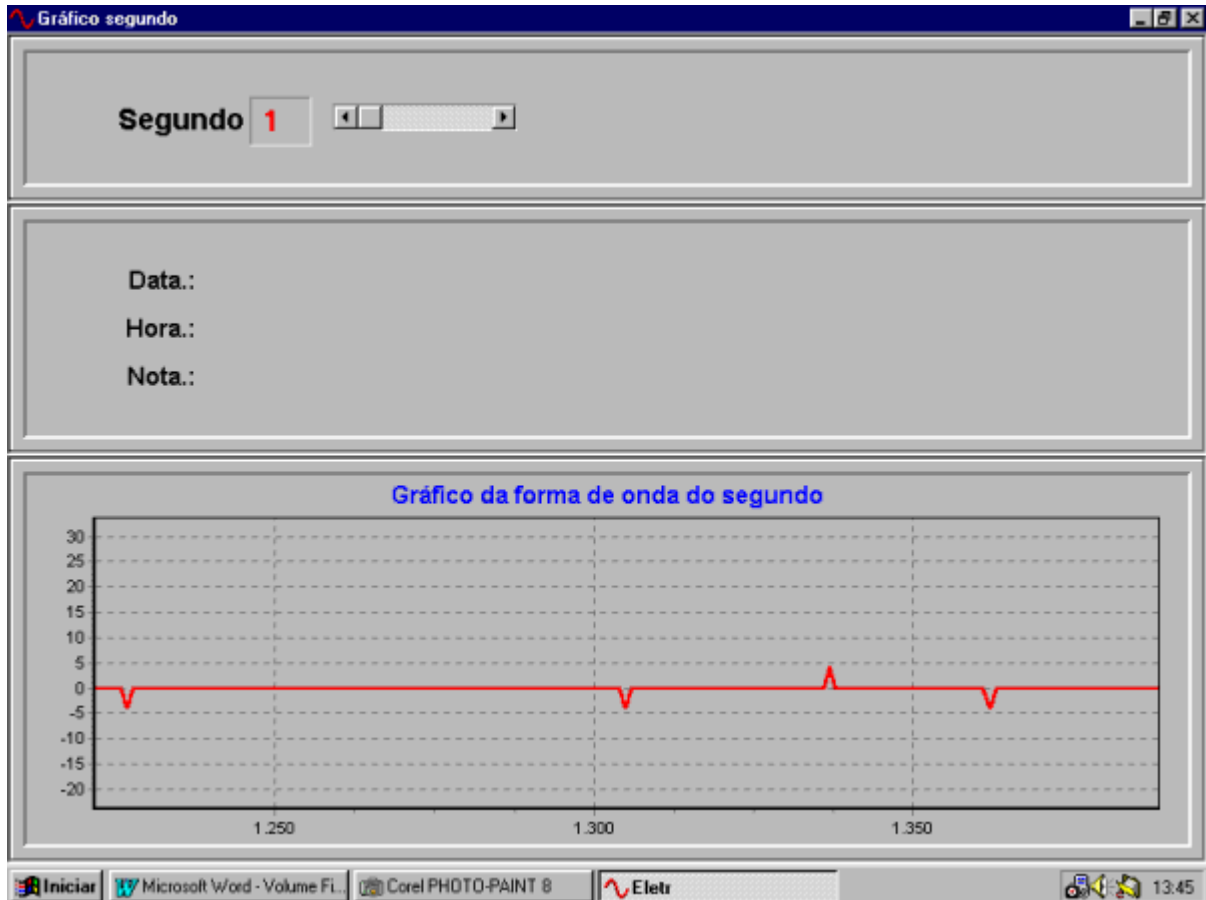 Gráfico segundo
Segundo 1
Data.:
Hora.:
Nota.:
Gráfico da forma de onda do segundo
30
25
20
15
10
5
0
-5
-10
-15
-20
1.250 1.300 1.350
Iniciar Microsoft Word - Volume Fi... Corel PHOTO-PAINT 8 Eletr 13:45